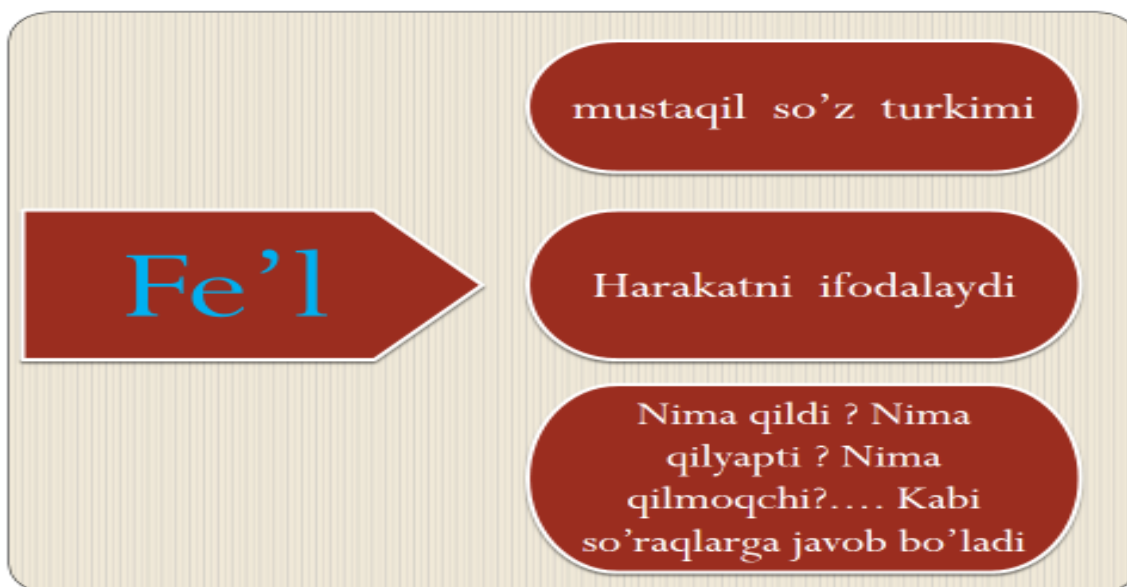 Fe’l
mustaqil so’z turkimi
Harakatni ifodalaydi
Nima qildi ? Nima
qilyapti ? Nima
qilmoqchi?.... Kabi
so’raqlarga javob bo’ladi